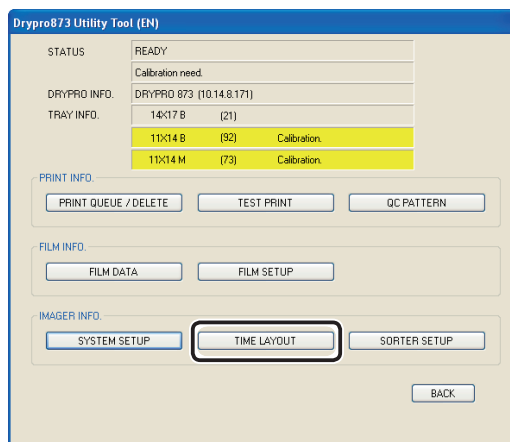 Drypro873 Utility Tool (EN)
STATUS READY
Calibration need.
DRYPRO INFO. DRYPRO 873 (10.14.8.171)
TRAY INFO. 14X17 B (21)
11X14 B (92) Calibration.
11X14 M (73) Calibration.
PRINT INFO.
PRINT QUEUE / DELETE TEST PRINT QC PATTERN
FILM INFO.
FILM DATA FILM SETUP
IMAGER INFO.
SYSTEM SETUP TIME LAYOUT SORTER SETUP
BACK